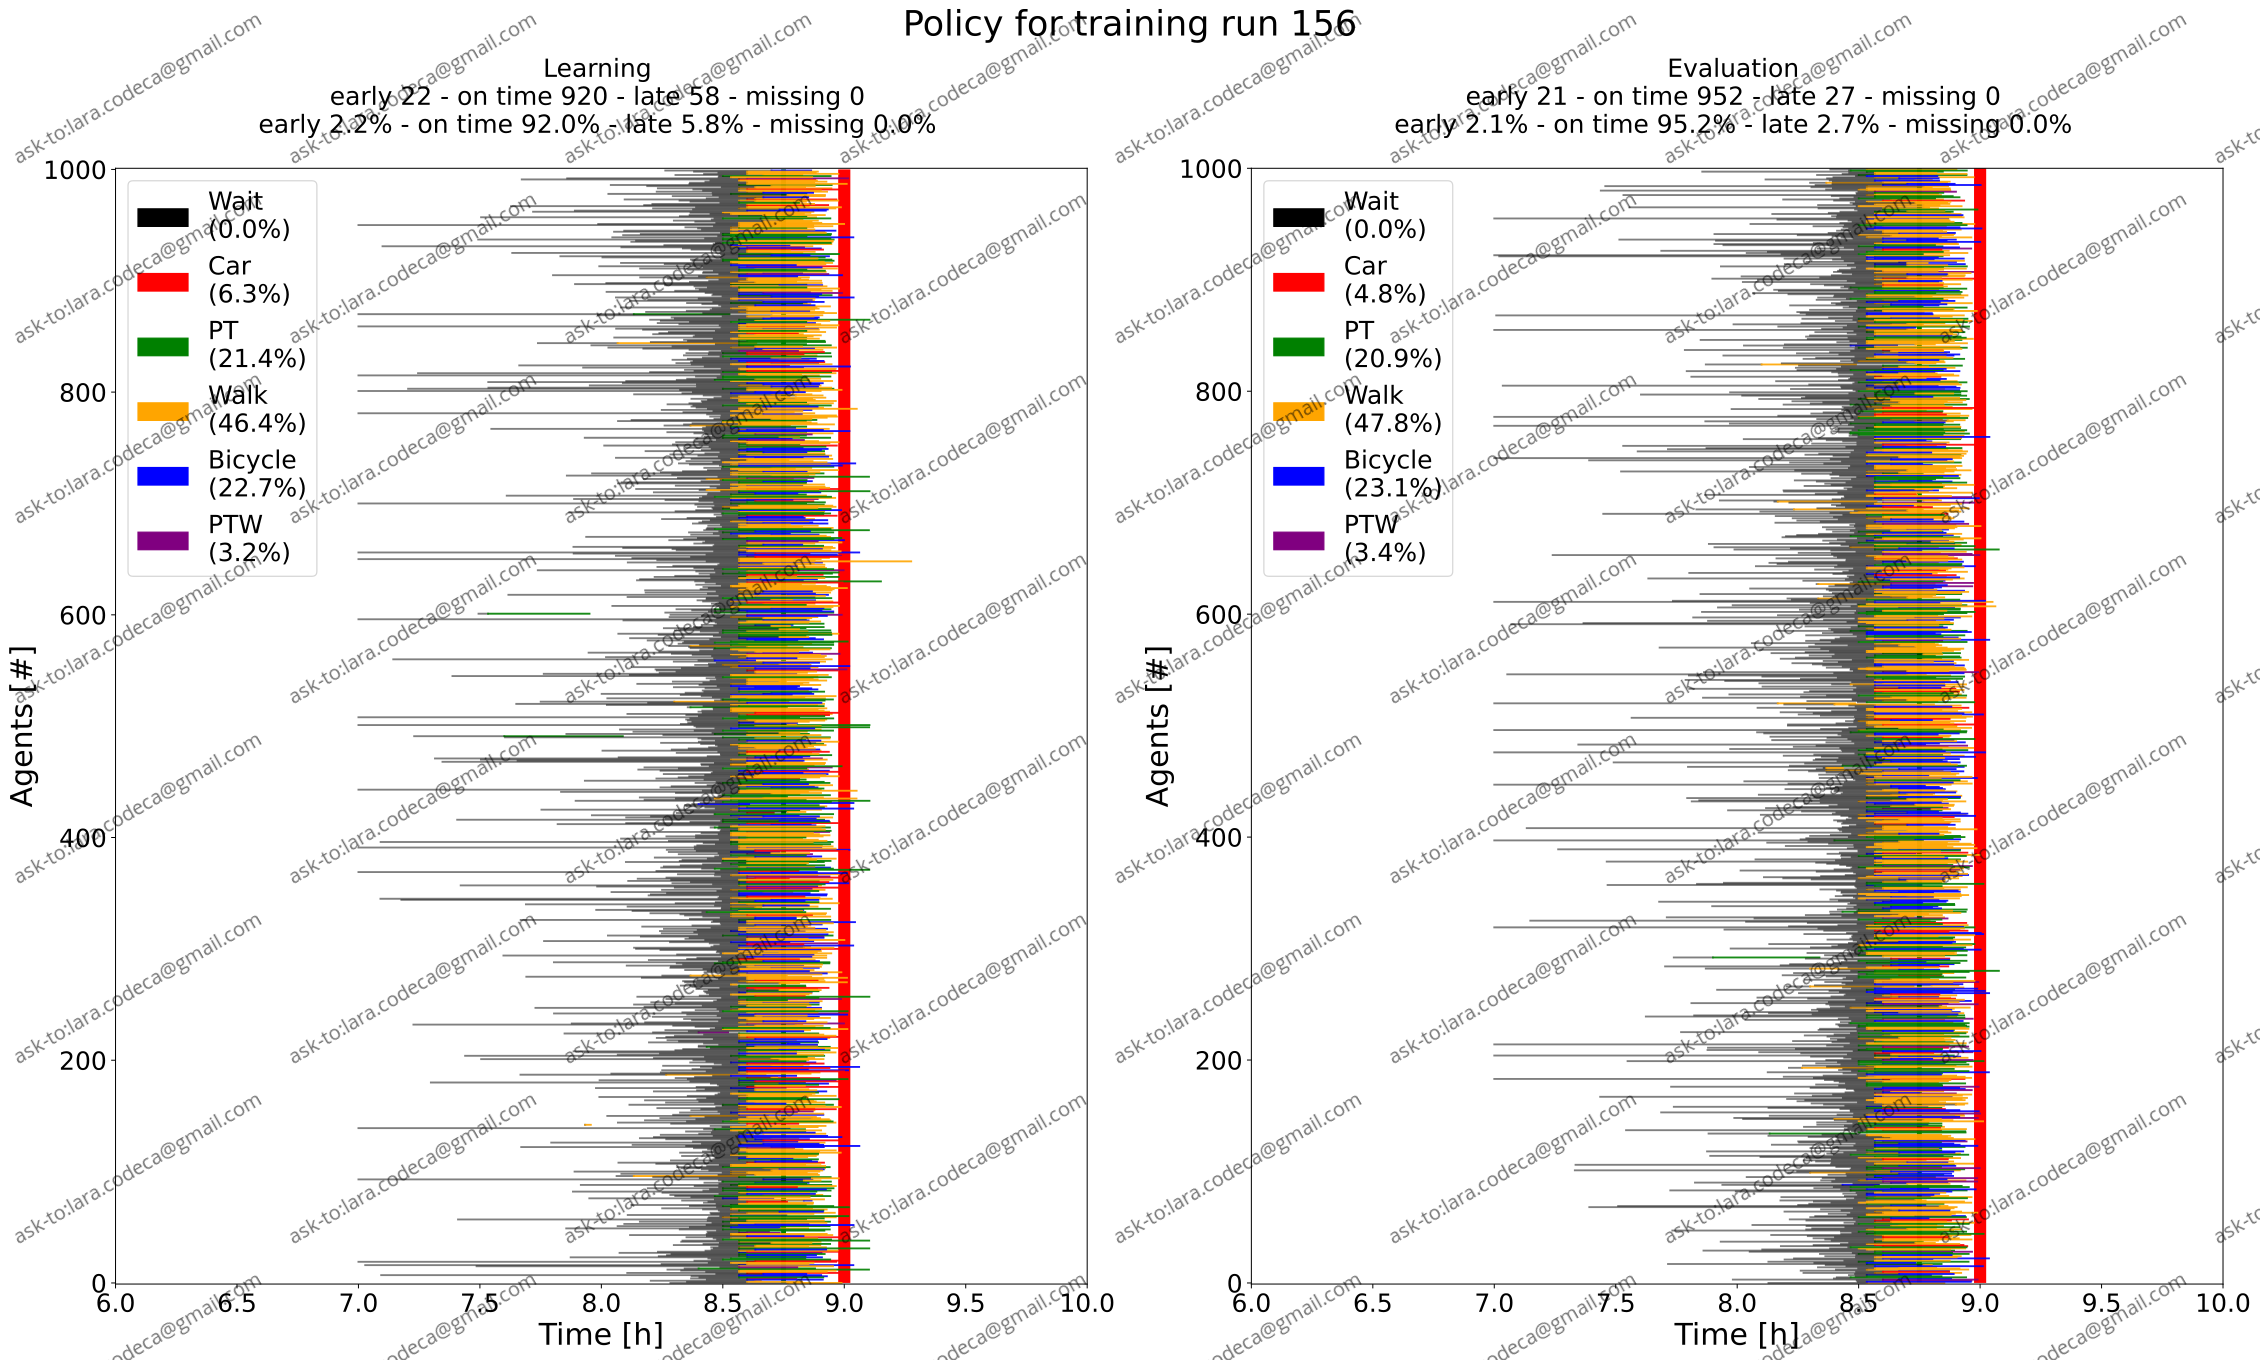 Policy for training run 156
Learning
early 22 - on time 920 - late 58 - missing 0
early 2.2% - on time 92.0% - late 5.8% - missing 0.0%
Wait
(0.0%)
Car
(6.3%)
PT
(21.4%)
Walk
(46.4%)
Bicycle
(22.7%)
PTW
(3.2%)
1000
800
600
400
200
0
Agents [#]
6.0 6.5 7.0 7.5 8.0 8.5 9.0 9.5 10.0
Time [h]
Evaluation
early 21 - on time 952 - late 27 - missing 0
early 2.1% - on time 95.2% - late 2.7% - missing 0.0%
Wait
(0.0%)
Car
(4.8%)
PT
(20.9%)
Walk
(47.8%)
Bicycle
(23.1%)
PTW
(3.4%)
1000
800
600
400
200
0
Agents [#]
6.0 6.5 7.0 7.5 8.0 8.5 9.0 9.5 10.0
Time [h]
ask-to:lara.codeca@gmail.com